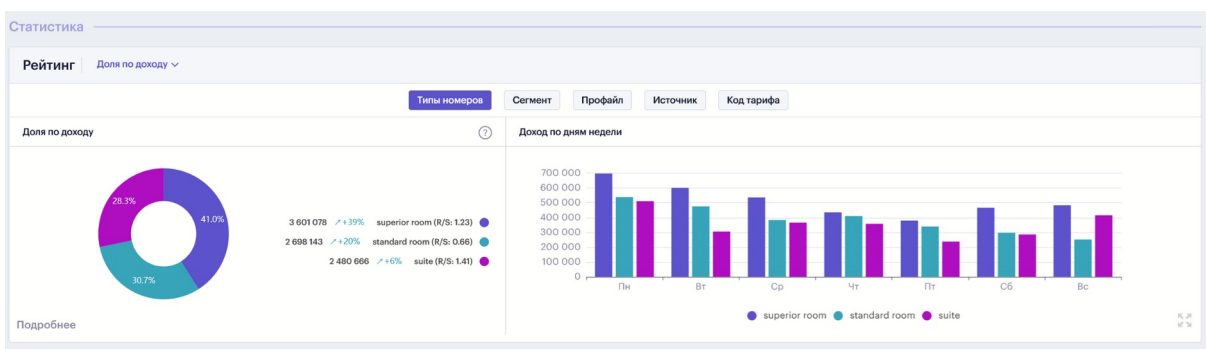 Статистика
Рейтинг Доля по доходу
Типы номеров Сегмент Профайл Источник Код тарифа
Доля по доходу ?
28.3%
41,0%
30.7%
3 601 078 ↗+39% superior room (R/S: 1.23)
2 698 143 ↗+20% standard room (R/S: 0.66)
2 480 666 ↗+6% suite (R/S: 1.41)
Подробнее
Доход по дням недели
700 000
600 000
500 000
400 000
300 000
200 000
100 000
0
Пн Вт Ср Чт Пт Сб Вс
superior room standard room suite